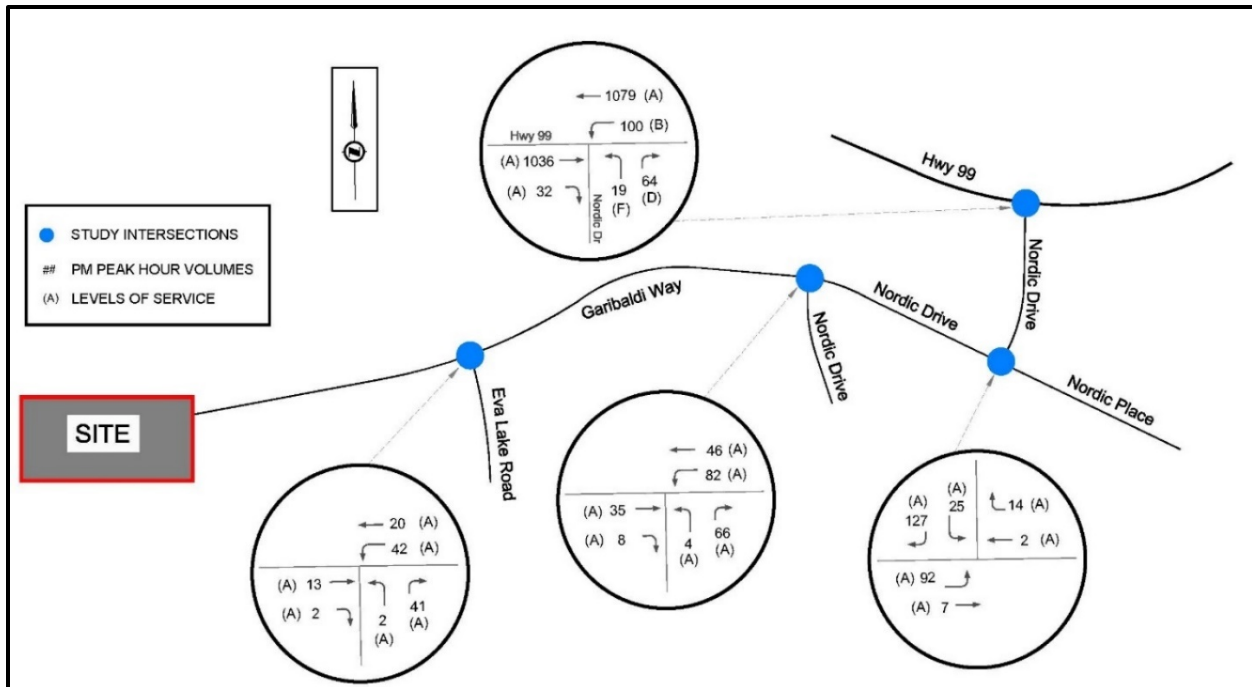 1079 (A)
100 (B)
Hwy 99
(A) 1036
(A) 32
19
(F)
64
(D)
Nordic Dr
Hwy 99
STUDY INTERSECTIONS
## PM PEAK HOUR VOLUMES
(A) LEVELS OF SERVICE
Garibaldi Way
Nordic Drive
Nordic Drive
Nordic Drive
Nordic Place
Eva Lake Road
SITE
20 (A)
42 (A)
(A) 13
(A) 2
2
(A)
41
(A)
46 (A)
82 (A)
(A) 35
(A) 8
4
(A)
66
(A)
(A)
127
(A)
25
14 (A)
2 (A)
(A) 92
(A) 7